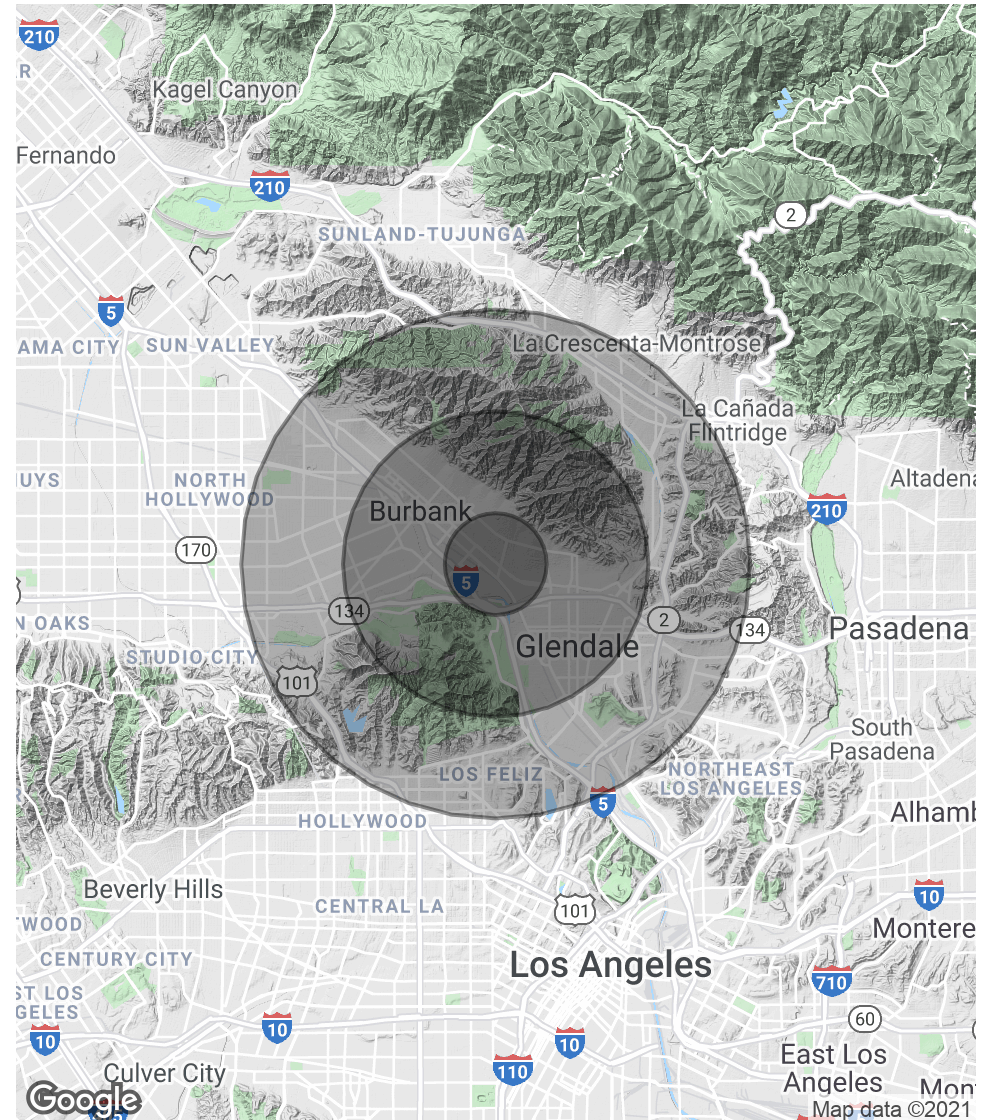 210
R
Kagel Canyon
Fernando
210
2
SUNLAND-TUJUNGA
5
AMA CITY
SUN VALLEY
La Crescenta-Montrose
La Cañada
Flintridge
UYS
NORTH
HOLLYWOOD
Altadena
Burbank
210
170
5
134
2
N OAKS
134
Pasadena
Glendale
STUDIO CITY
101
South
Pasadena
LOS FELIZ
NORTHEAST
LOS ANGELES
5
HOLLYWOOD
Alhamb
Beverly Hills
10
CENTRAL LA
101
TWOOD
Montere
CENTURY CITY
Los Angeles
710
ST LOS
GELES
10
10
60
10
110
East Los
Angeles
Culver City
Mon
Google
Map data ©2021